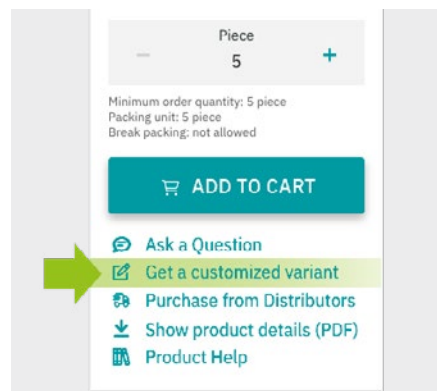 Piece
5
Minimum order quantity: 5 piece
Packing unit: 5 piece
Break packing: not allowed
ADD TO CART
Ask a Question
Get a customized variant
Purchase from Distributors
Show product details (PDF)
Product Help